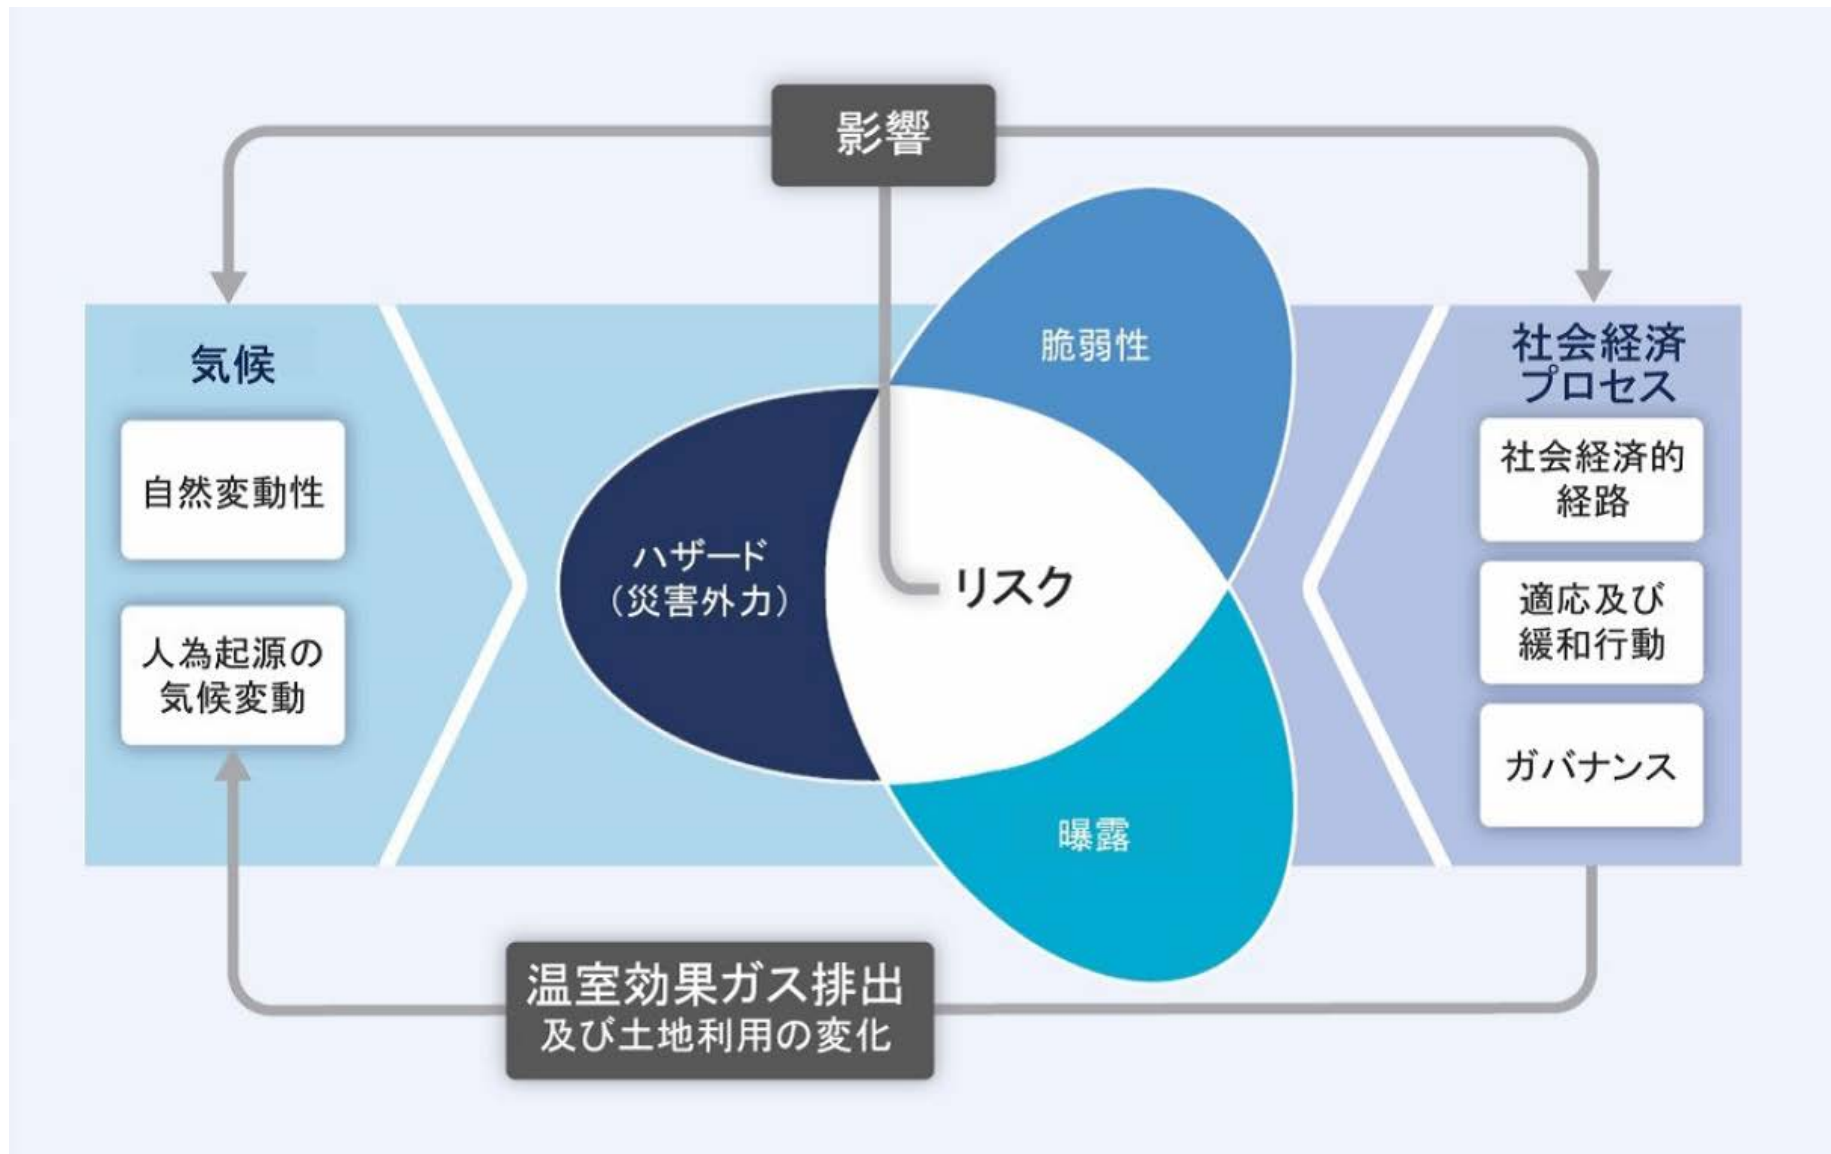 影響
気候
自然変動性
人為起源の
気候変動
脆弱性
ハザード
（災害外力）
リスク
曝露
社会経済
プロセス
社会経済的
経路
適応及び
緩和行動
ガバナンス
温室効果ガス排出
及び土地利用の変化